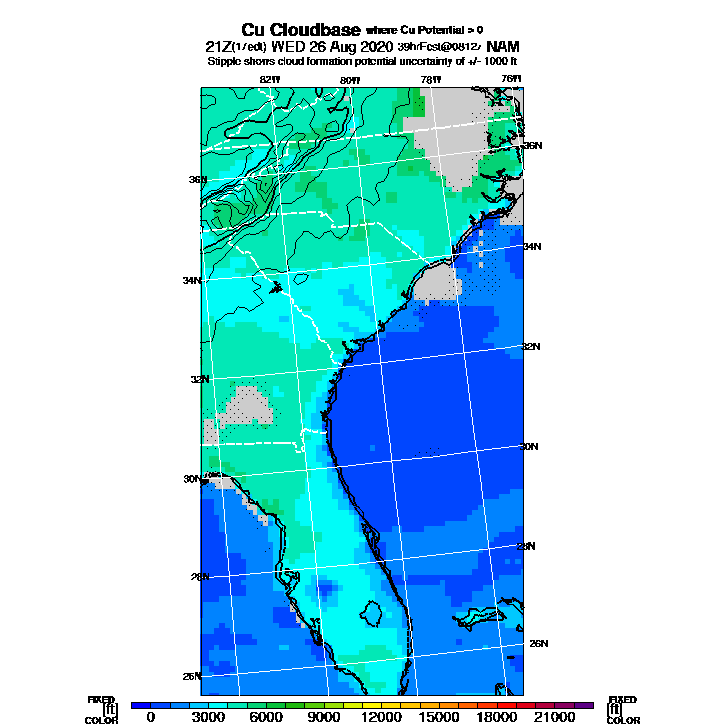 Cu Cloudbase where Cu Potential > 0
21Z(17edt) WED 26 Aug 2020 39hrFcst@0812z NAM
Stipple shows cloud formation potential uncertainty of +/- 1000 ft
82W 80W 78W 76W
36N
36N
34N
34N
32N
32N
30N
30N
28N
28N
26N
26N
FIXED FIXED
[ft] [ft]
COLOR COLOR
0 3000 6000 9000 12000 15000 18000 21000